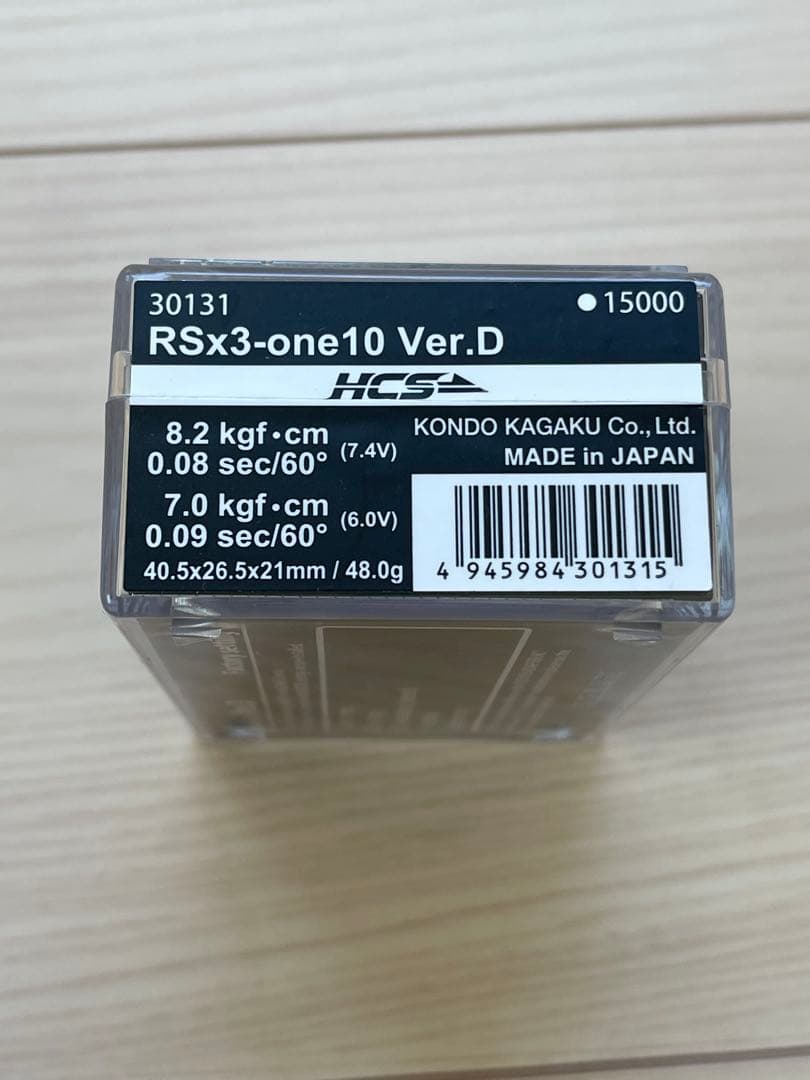 30131
●15000
RSx3-one10 Ver.D
HCS
8.2 kgf•cm
0.08 sec/60°
(7.4V)
7.0 kgf•cm
0.09 sec/60°
(6.0V)
40.5x26.5x21mm / 48.0g
KONDO KAGAKU Co., Ltd.
MADE in JAPAN
4 945984 301315